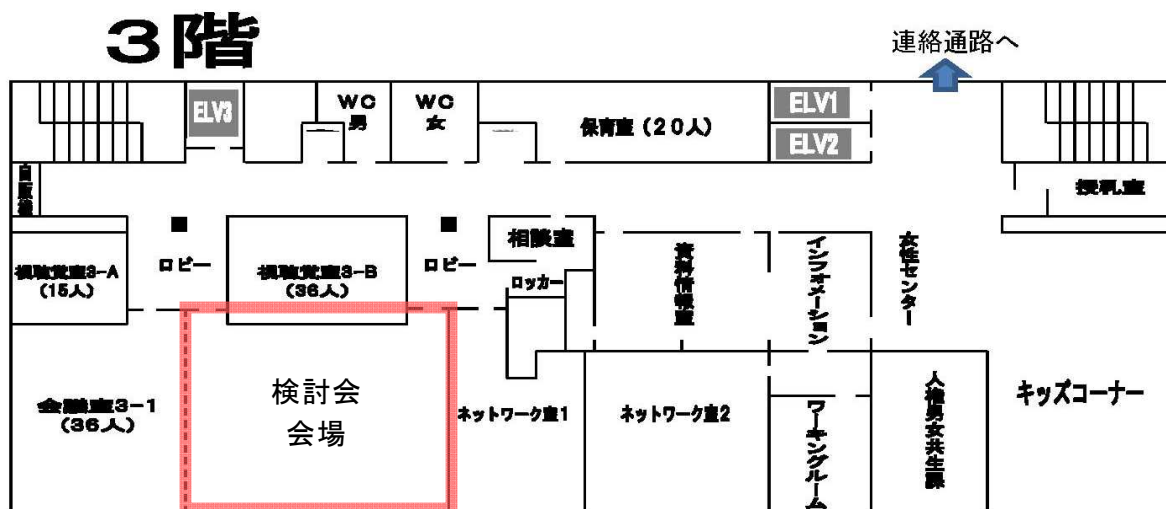 3階
連絡通路へ
ELV3
WC
男
WC
女
保育室(20人)
ELV1
ELV2
自販機
授乳室
視聴覚室3-A
(15人)
ロビー
視聴覚室3-B
(36人)
ロビー
相談室
ロッカー
資料情報室
インフォメーション
女性センター
会議室3-1
(36人)
検討会
会場
ネットワーク室1
ネットワーク室2
ワーキングルーム
人権男女共生課
キッズコーナー